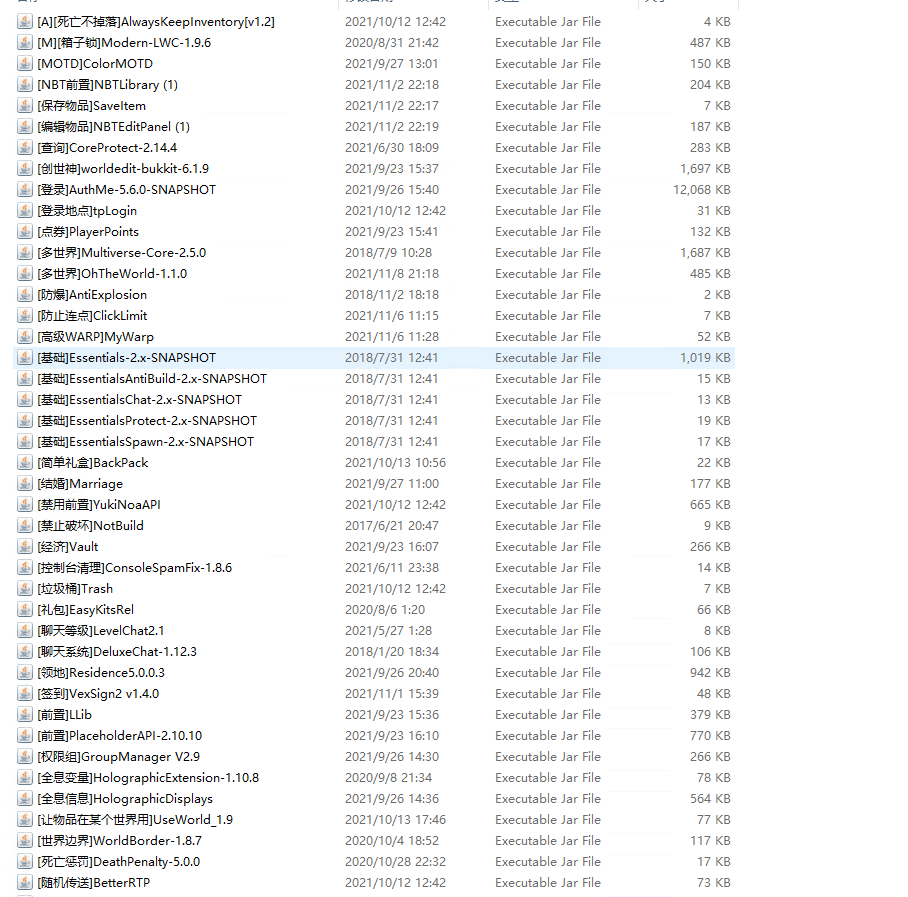 [A][死亡不掉落]AlwaysKeepInventory[v1.2] 2021/10/12 12:42 Executable Jar File 4 KB
[M][箱子锁]Modern-LWC-1.9.6 2020/8/31 21:42 Executable Jar File 487 KB
[MOTD]ColorMOTD 2021/9/27 13:01 Executable Jar File 150 KB
[NBT前置]NBTLibrary (1) 2021/11/2 22:18 Executable Jar File 204 KB
[保存物品]SaveItem 2021/11/2 22:17 Executable Jar File 7 KB
[编辑物品]NBTEditPanel (1) 2021/11/2 22:19 Executable Jar File 187 KB
[查询]CoreProtect-2.14.4 2021/6/30 18:09 Executable Jar File 283 KB
[创世神]worldedit-bukkit-6.1.9 2021/9/23 15:37 Executable Jar File 1,697 KB
[登录]AuthMe-5.6.0-SNAPSHOT 2021/9/26 15:40 Executable Jar File 12,068 KB
[登录地点]tpLogin 2021/10/12 12:42 Executable Jar File 31 KB
[点券]PlayerPoints 2021/9/23 15:41 Executable Jar File 132 KB
[多世界]Multiverse-Core-2.5.0 2018/7/9 10:28 Executable Jar File 1,687 KB
[多世界]OhTheWorld-1.1.0 2021/11/8 21:18 Executable Jar File 485 KB
[防爆]AntiExplosion 2018/11/2 18:18 Executable Jar File 2 KB
[防止连点]ClickLimit 2021/11/6 11:15 Executable Jar File 7 KB
[高级WARP]MyWarp 2021/11/6 11:28 Executable Jar File 52 KB
[基础]Essentials-2.x-SNAPSHOT 2018/7/31 12:41 Executable Jar File 1,019 KB
[基础]EssentialsAntiBuild-2.x-SNAPSHOT 2018/7/31 12:41 Executable Jar File 15 KB
[基础]EssentialsChat-2.x-SNAPSHOT 2018/7/31 12:41 Executable Jar File 13 KB
[基础]EssentialsProtect-2.x-SNAPSHOT 2018/7/31 12:41 Executable Jar File 19 KB
[基础]EssentialsSpawn-2.x-SNAPSHOT 2018/7/31 12:41 Executable Jar File 17 KB
[简单礼盒]BackPack 2021/10/13 10:56 Executable Jar File 22 KB
[结婚]Marriage 2021/9/27 11:00 Executable Jar File 177 KB
[禁用前置]YukiNoaAPI 2021/10/12 12:42 Executable Jar File 665 KB
[禁止破坏]NotBuild 2017/6/21 20:47 Executable Jar File 9 KB
[经济]Vault 2021/9/23 16:07 Executable Jar File 266 KB
[控制台清理]ConsoleSpamFix-1.8.6 2021/6/11 23:38 Executable Jar File 14 KB
[垃圾桶]Trash 2021/10/12 12:42 Executable Jar File 7 KB
[礼包]EasyKitsRel 2020/8/6 1:20 Executable Jar File 66 KB
[聊天等级]LevelChat2.1 2021/5/27 1:28 Executable Jar File 8 KB
[聊天系统]DeluxeChat-1.12.3 2018/1/20 18:34 Executable Jar File 106 KB
[领地]Residence5.0.0.3 2021/9/26 20:40 Executable Jar File 942 KB
[签到]VexSign2 v1.4.0 2021/11/1 15:39 Executable Jar File 48 KB
[前置]LLib 2021/9/23 15:36 Executable Jar File 379 KB
[前置]PlaceholderAPI-2.10.10 2021/9/23 16:10 Executable Jar File 770 KB
[权限组]GroupManager V2.9 2021/9/26 14:30 Executable Jar File 266 KB
[全息变量]HolographicExtension-1.10.8 2020/9/8 21:34 Executable Jar File 78 KB
[全息信息]HolographicDisplays 2021/9/26 14:36 Executable Jar File 564 KB
[让物品在某个世界用]UseWorld_1.9 2021/10/13 17:46 Executable Jar File 77 KB
[世界边界]WorldBorder-1.8.7 2020/10/4 18:52 Executable Jar File 117 KB
[死亡惩罚]DeathPenalty-5.0.0 2020/10/28 22:32 Executable Jar File 17 KB
[随机传送]BetterRTP 2021/10/12 12:42 Executable Jar File 73 KB